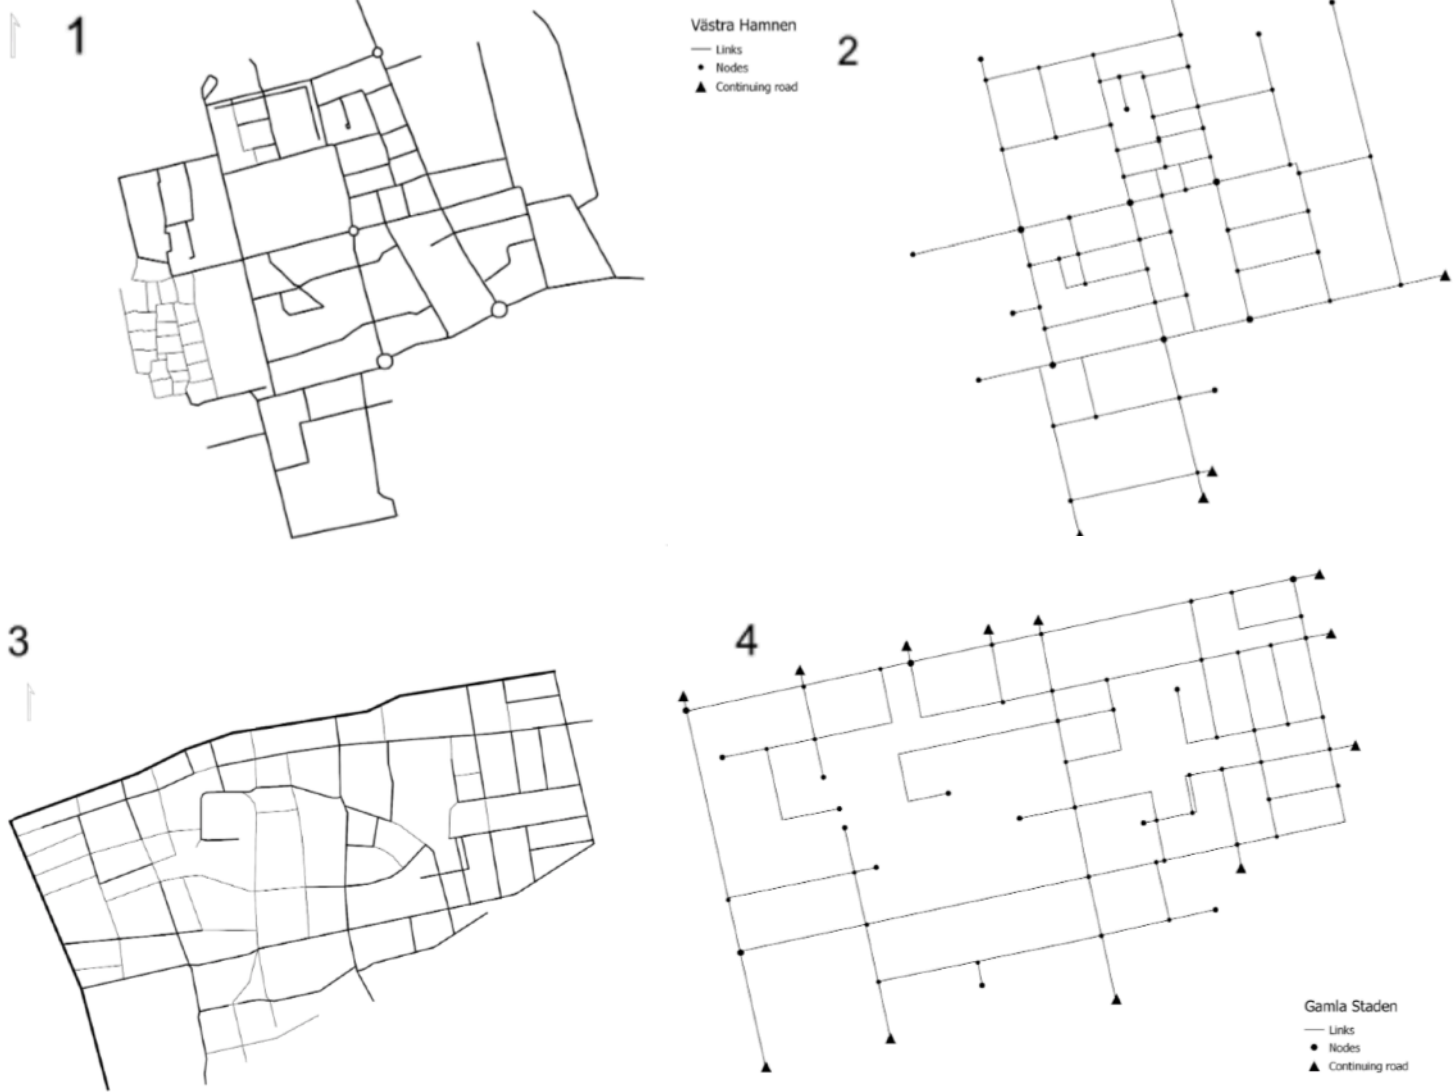 1
Västra Hamnen
Links
Nodes
Continuing road
2
3
4
Gamla Staden
Links
Nodes
Continuing road